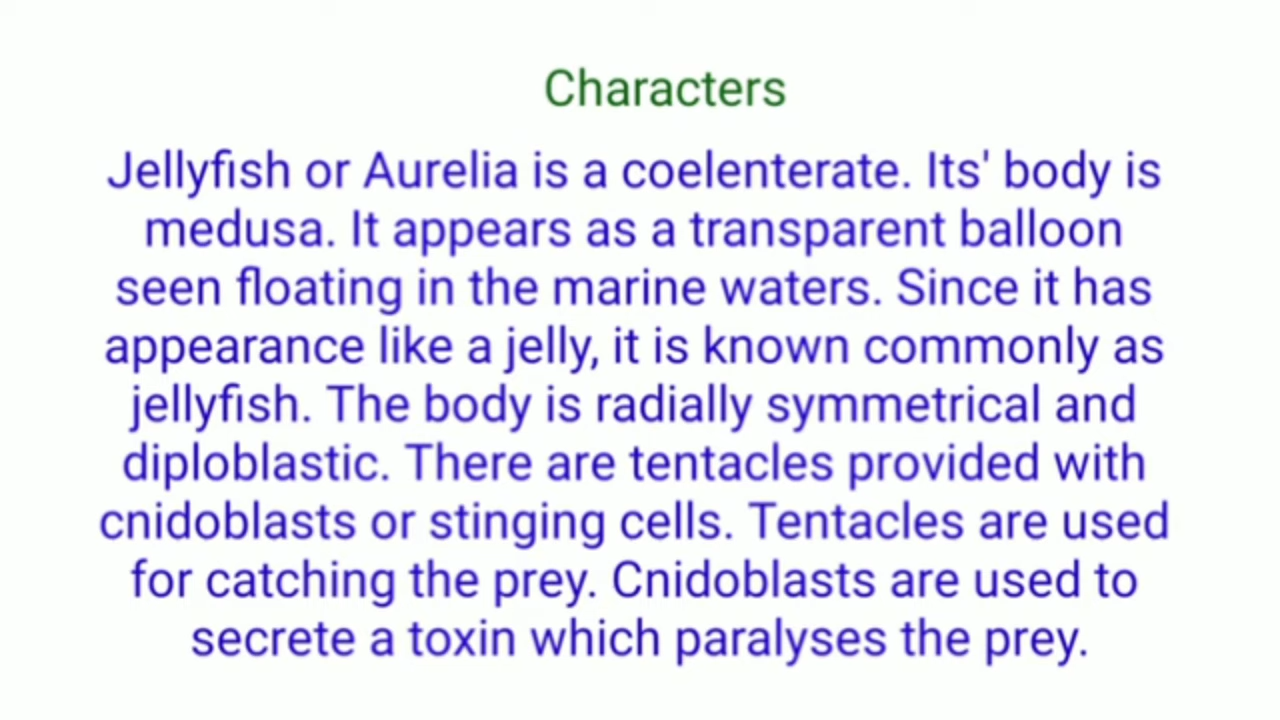 Characters
Jellyfish or Aurelia is a coelenterate. Its' body is
medusa. It appears as a transparent balloon
seen floating in the marine waters. Since it has
appearance like a jelly, it is known commonly as
jellyfish. The body is radially symmetrical and
diploblastic. There are tentacles provided with
cnidoblasts or stinging cells. Tentacles are used
for catching the prey. Cnidoblasts are used to
secrete a toxin which paralyses the prey.